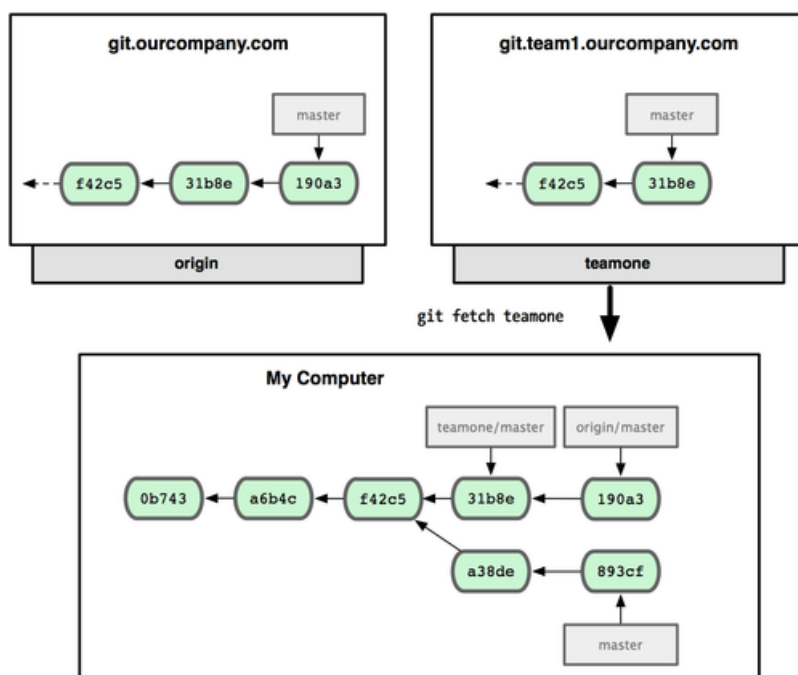 git.ourcompany.com
master
f42c5
31b8e
190a3
origin
git.team1.ourcompany.com
master
f42c5
31b8e
teamone
git fetch teamone
My Computer
teamone/master
origin/master
0b743
a6b4c
f42c5
31b8e
190a3
a38de
893cf
master